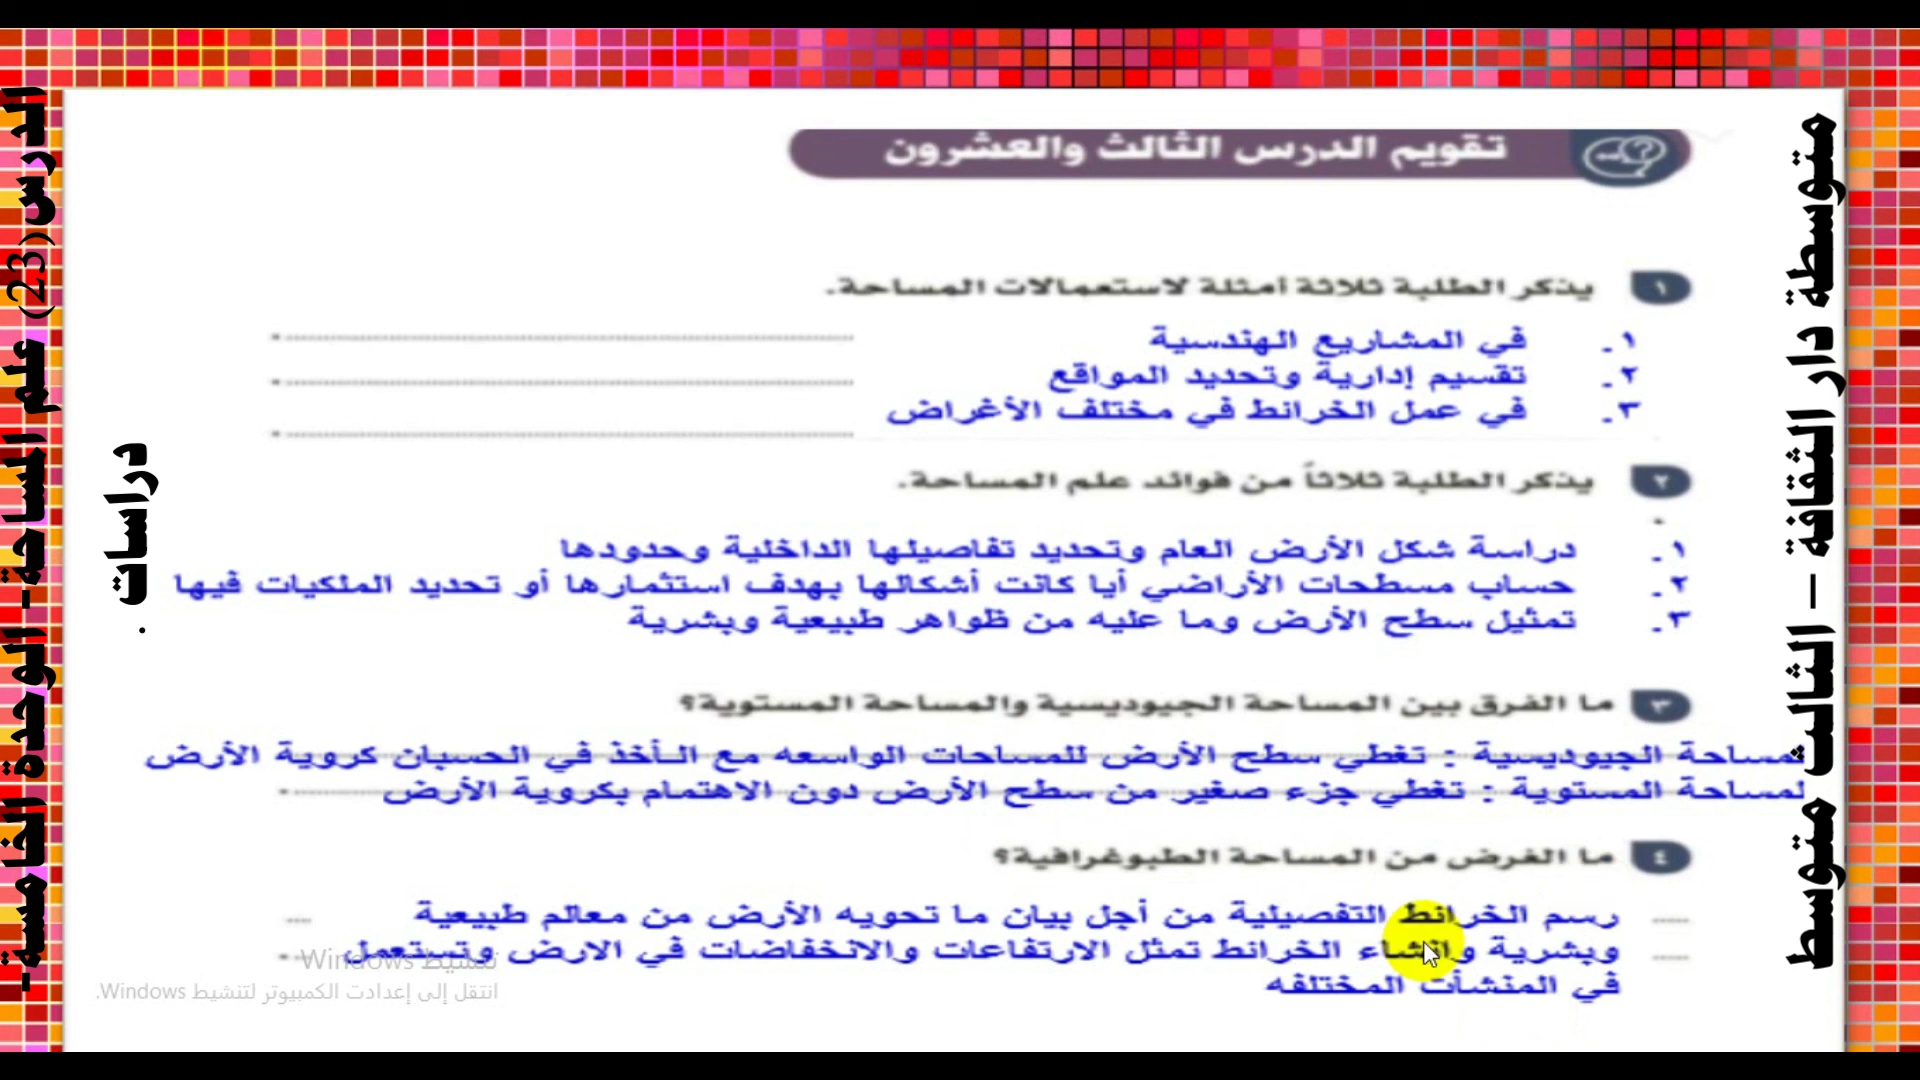 تقويم الدرس الثالث والعشرون
١ يذكر الطلبة ثلاثة أمثلة لاستعمالات المساحة.
١. في المشاريع الهندسية
٢. تقسيم إدارية وتحديد المواقع
٣. في عمل الخرائط في مختلف الأغراض
٢ يذكر الطلبة ثلاثاً من فوائد علم المساحة.
١. دراسة شكل الأرض العام وتحديد تفاصيلها الداخلية وحدودها
٢. حساب مسطحات الأراضي أيا كانت أشكالها بهدف استثمارها أو تحديد الملكيات فيها
٣. تمثيل سطح الأرض وما عليه من ظواهر طبيعية وبشرية
٣ ما الفرق بين المساحة الجيوديسية والمساحة المستوية؟
لمساحة الجيوديسية : تغطي سطح الأرض للمساحات الواسعه مع الـأخذ في الحسبان كروية الأرض
لمساحة المستوية : تغطي جزء صغير من سطح الأرض دون الاهتمام بكروية الأرض
٤ ما الغرض من المساحة الطبوغرافية؟
رسم الخرائط التفصيلية من أجل بيان ما تحويه الأرض من معالم طبيعية
وبشرية وانشاء الخرائط تمثل الارتفاعات والانخفاضات في الارض وتستعمل
في المنشأت المختلفه
تنشيط Windows
انتقل إلى إعدادت الكمبيوتر لتنشيط Windows.
متوسطة دار الثقافة – الثالث متوسط
الدرس(23) علم المساحة- الوحدة الخامسة-
دراسات .